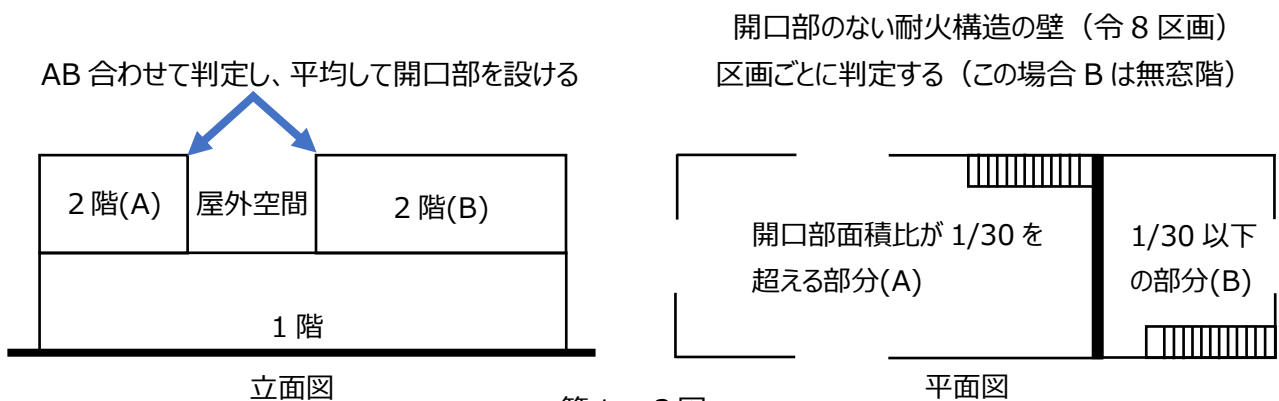 AB 合わせて判定し、平均して開口部を設ける
2 階(A)
屋外空間
2 階(B)
1 階
立面図
開口部のない耐火構造の壁（令 8 区画）
区画ごとに判定する（この場合 B は無窓階）
開口部面積比が 1/30 を
超える部分(A)
1/30 以下
の部分(B)
平面図